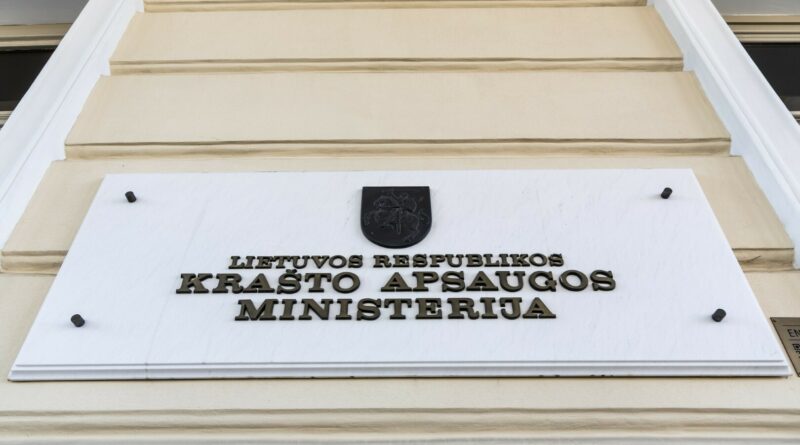 LIETUVOS RESPUBLIKOS
KRAŠTO APSAUGOS
MINISTERIJA